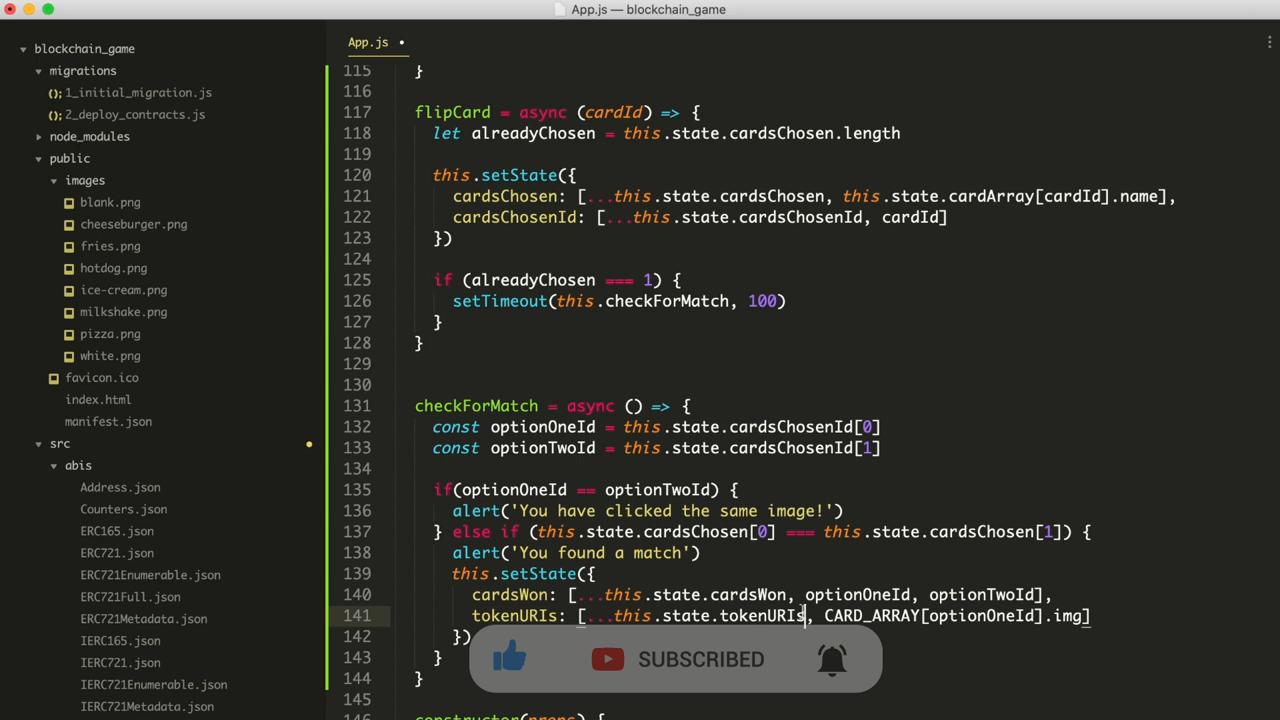 App.js — blockchain_game
blockchain_game
migrations
1_initial_migration.js
2_deploy_contracts.js
node_modules
public
images
blank.png
cheeseburger.png
fries.png
hotdog.png
ice-cream.png
milkshake.png
pizza.png
white.png
favicon.ico
index.html
manifest.json
src
abis
Address.json
Counters.json
ERC165.json
ERC721.json
ERC721Enumerable.json
ERC721Full.json
ERC721Metadata.json
IERC165.json
IERC721.json
IERC721Enumerable.json
IERC721Metadata.json
App.js
115 }
116
117 flipCard = async (cardId) => {
118 let alreadyChosen = this.state.cardsChosen.length
119
120 this.setState({
121 cardsChosen: [...this.state.cardsChosen, this.state.cardArray[cardId].name],
122 cardsChosenId: [...this.state.cardsChosenId, cardId]
123 })
124
125 if (alreadyChosen === 1) {
126 setTimeout(this.checkForMatch, 100)
127 }
128 }
129
130
131 checkForMatch = async () => {
132 const optionOneId = this.state.cardsChosenId[0]
133 const optionTwoId = this.state.cardsChosenId[1]
134
135 if(optionOneId == optionTwoId) {
136 alert('You have clicked the same image!')
137 } else if (this.state.cardsChosen[0] === this.state.cardsChosen[1]) {
138 alert('You found a match')
139 this.setState({
140 cardsWon: [...this.state.cardsWon, optionOneId, optionTwoId],
141 tokenURIs: [...this.state.tokenURIs, CARD_ARRAY[optionOneId].img]
142 })
143 }
144 }
145
146 constructor(props) {
SUBSCRIBED